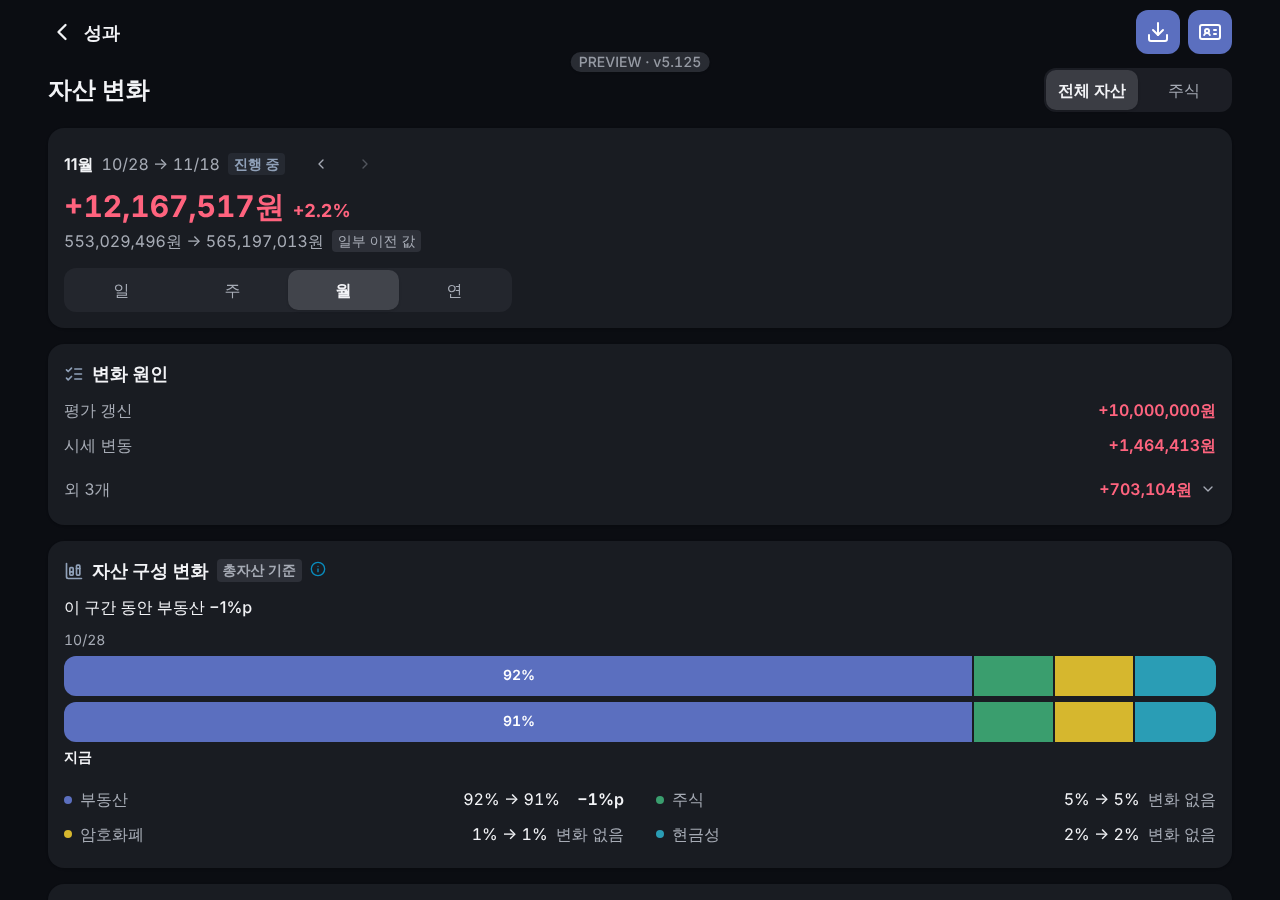 성과
PREVIEW · v5.125
자산 변화
전체 자산 주식
11월 10/28 → 11/18 진행 중
+12,167,517원 +2.2%
553,029,496원 → 565,197,013원 일부 이전 값
일 주 월 연
변화 원인
평가 갱신 +10,000,000원
시세 변동 +1,464,413원
외 3개 +703,104원
자산 구성 변화 총자산 기준
이 구간 동안 부동산 −1%p
10/28
92%
91%
지금
부동산 92% → 91% −1%p 주식 5% → 5% 변화 없음
암호화폐 1% → 1% 변화 없음 현금성 2% → 2% 변화 없음